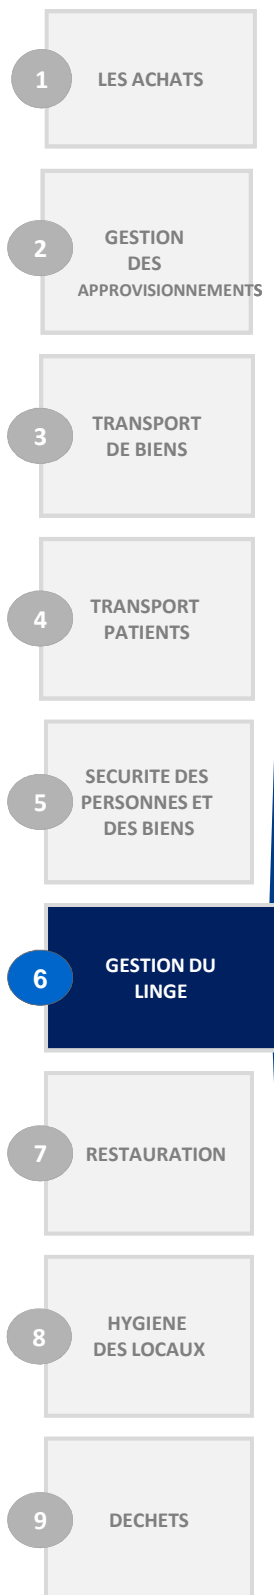 1
LES ACHATS
2
GESTION
DES
APPROVISIONNEMENTS
3
TRANSPORT
DE BIENS
4
TRANSPORT
PATIENTS
5
SECURITE DES
PERSONNES ET
DES BIENS
6
GESTION DU
LINGE
7
RESTAURATION
8
HYGIENE
DES LOCAUX
9
DECHETS